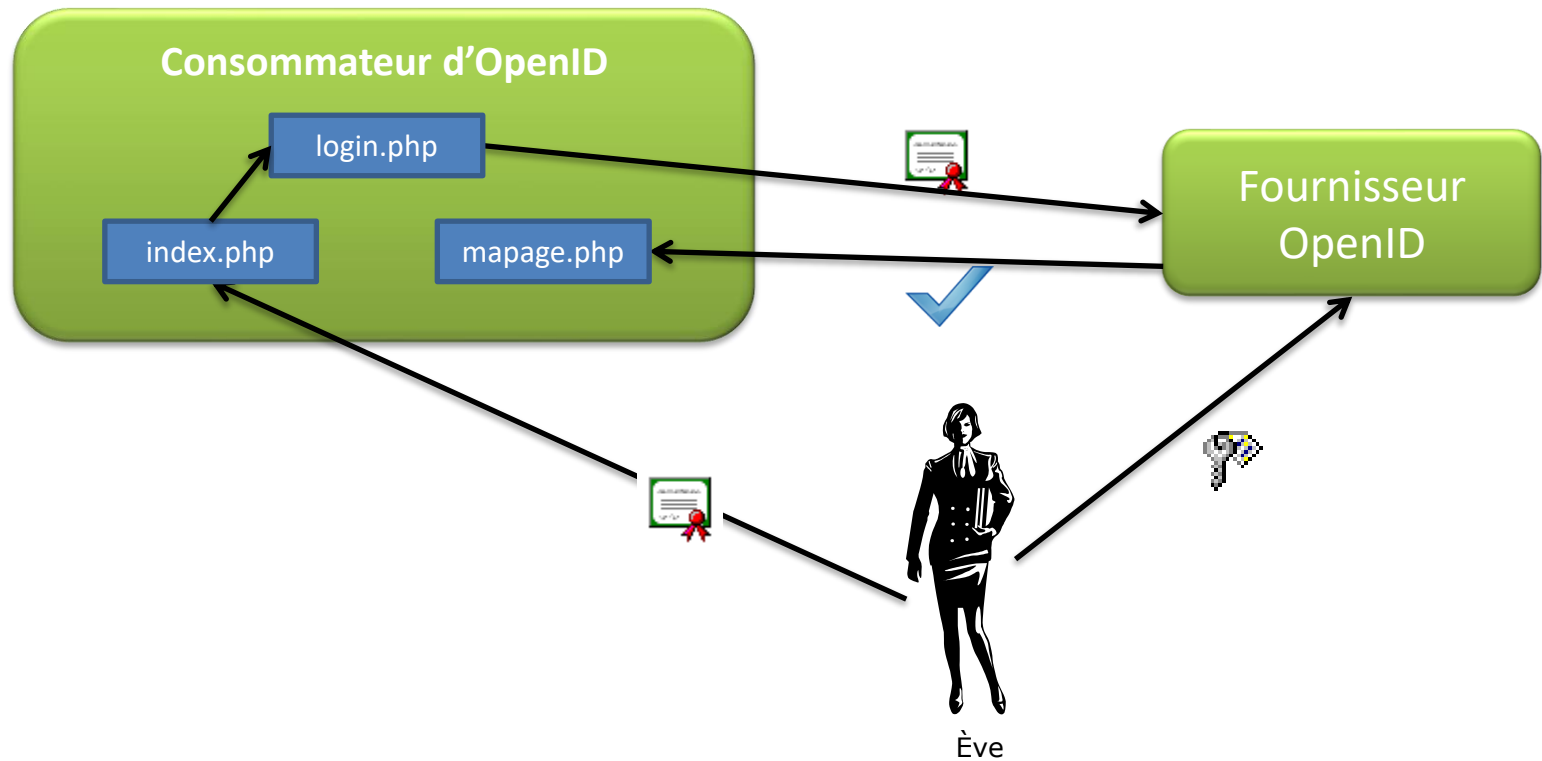 Consommateur d’OpenID
login.php
index.php
mapage.php
Fournisseur
OpenID
Ève